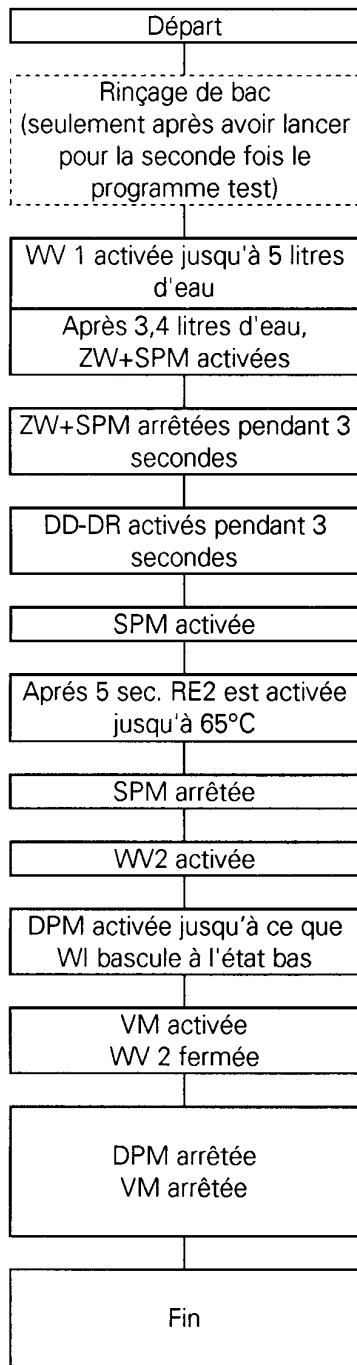 Départ
Rinçage de bac
(seulement après avoir lancer
pour la seconde fois le
programme test)
WV 1 activée jusqu'à 5 litres
d'eau
Après 3,4 litres d'eau,
ZW+SPM activées
ZW+SPM arrêtées pendant 3
secondes
DD-DR activés pendant 3
secondes
SPM activée
Aprés 5 sec. RE2 est activée
jusqu'à 65°C
SPM arrêtée
WV2 activée
DPM activée jusqu'à ce que
WI bascule à l'état bas
VM activée
WV 2 fermée
DPM arrêtée
VM arrêtée
Fin